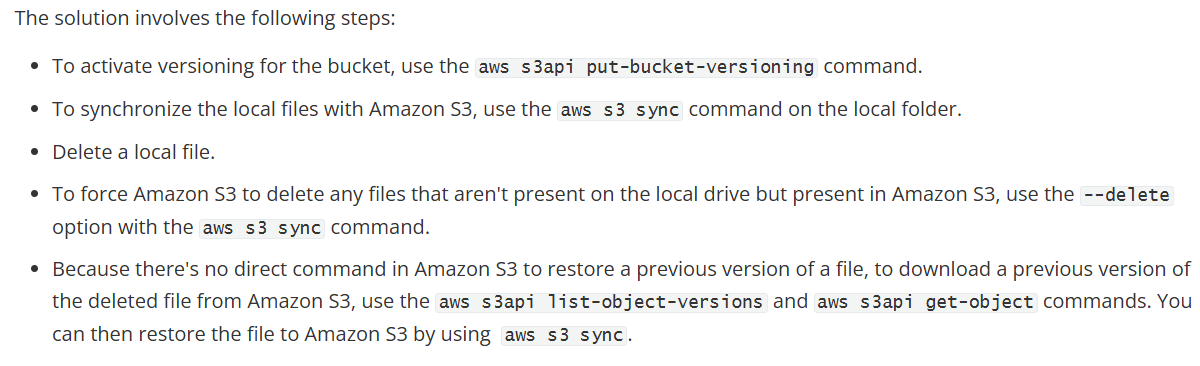 The solution involves the following steps:
• To activate versioning for the bucket, use the aws s3api put-bucket-versioning command.
• To synchronize the local files with Amazon S3, use the aws s3 sync command on the local folder.
• Delete a local file.
• To force Amazon S3 to delete any files that aren't present on the local drive but present in Amazon S3, use the --delete
option with the aws s3 sync command.
• Because there's no direct command in Amazon S3 to restore a previous version of a file, to download a previous version of
the deleted file from Amazon S3, use the aws s3api list-object-versions and aws s3api get-object commands. You
can then restore the file to Amazon S3 by using aws s3 sync.